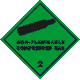 NON-FLAMMABLE
COMPRESSED GAS
2